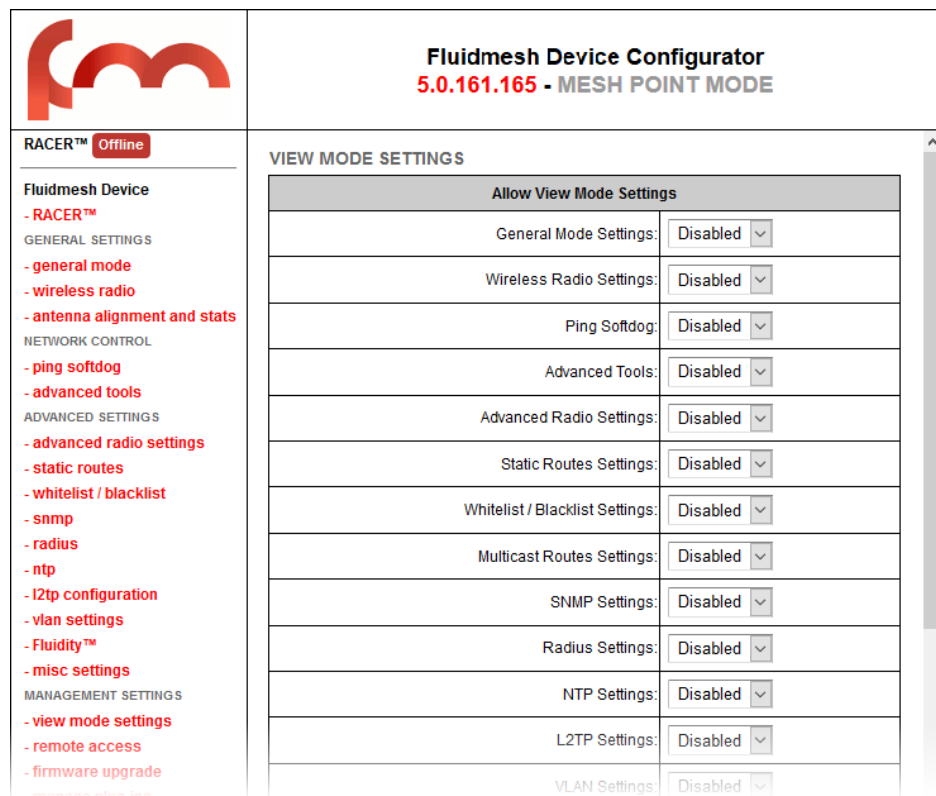 fm
Fluidmesh Device Configurator
5.0.161.165 - MESH POINT MODE
RACER™ Offline
Fluidmesh Device
- RACER™
GENERAL SETTINGS
- general mode
- wireless radio
- antenna alignment and stats
NETWORK CONTROL
- ping softdog
- advanced tools
ADVANCED SETTINGS
- advanced radio settings
- static routes
- whitelist / blacklist
- snmp
- radius
- ntp
- l2tp configuration
- vlan settings
- Fluidity™
- misc settings
MANAGEMENT SETTINGS
- view mode settings
- remote access
- firmware upgrade
VIEW MODE SETTINGS
Allow View Mode Settings
General Mode Settings: Disabled
Wireless Radio Settings: Disabled
Ping Softdog: Disabled
Advanced Tools: Disabled
Advanced Radio Settings: Disabled
Static Routes Settings: Disabled
Whitelist / Blacklist Settings: Disabled
Multicast Routes Settings: Disabled
SNMP Settings: Disabled
Radius Settings: Disabled
NTP Settings: Disabled
L2TP Settings: Disabled
VLAN Settings: Disabled